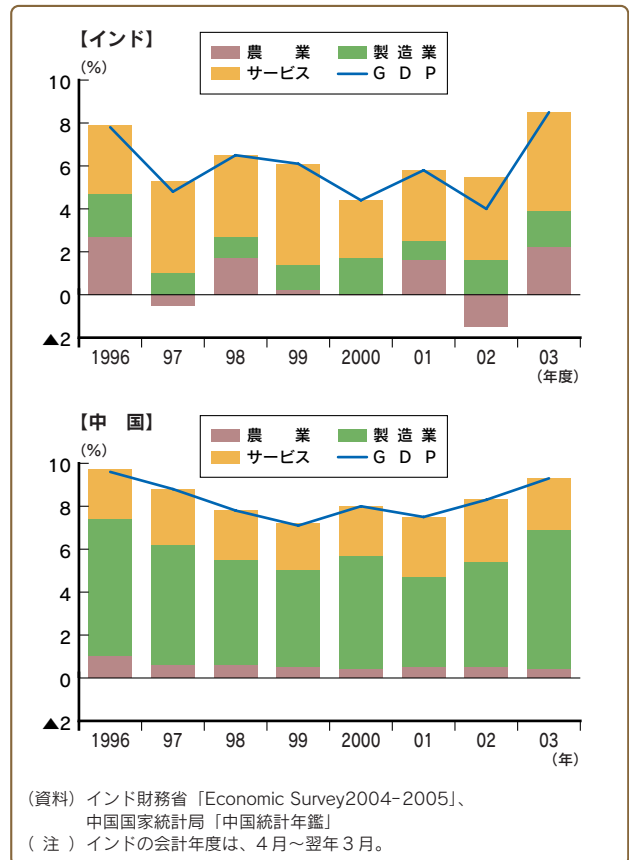 【インド】
農　業
製造業
サービス
GDP
(%)
10
8
6
4
2
0
▲2
1996
97
98
99
2000
01
02
03
(年度)
【中　国】
農　業
製造業
サービス
GDP
(%)
10
8
6
4
2
0
▲2
1996
97
98
99
2000
01
02
03
(年)
(資料) インド財務省「Economic Survey2004-2005」、
中国国家統計局「中国統計年鑑」
( 注 ) インドの会計年度は、4月〜翌年3月。